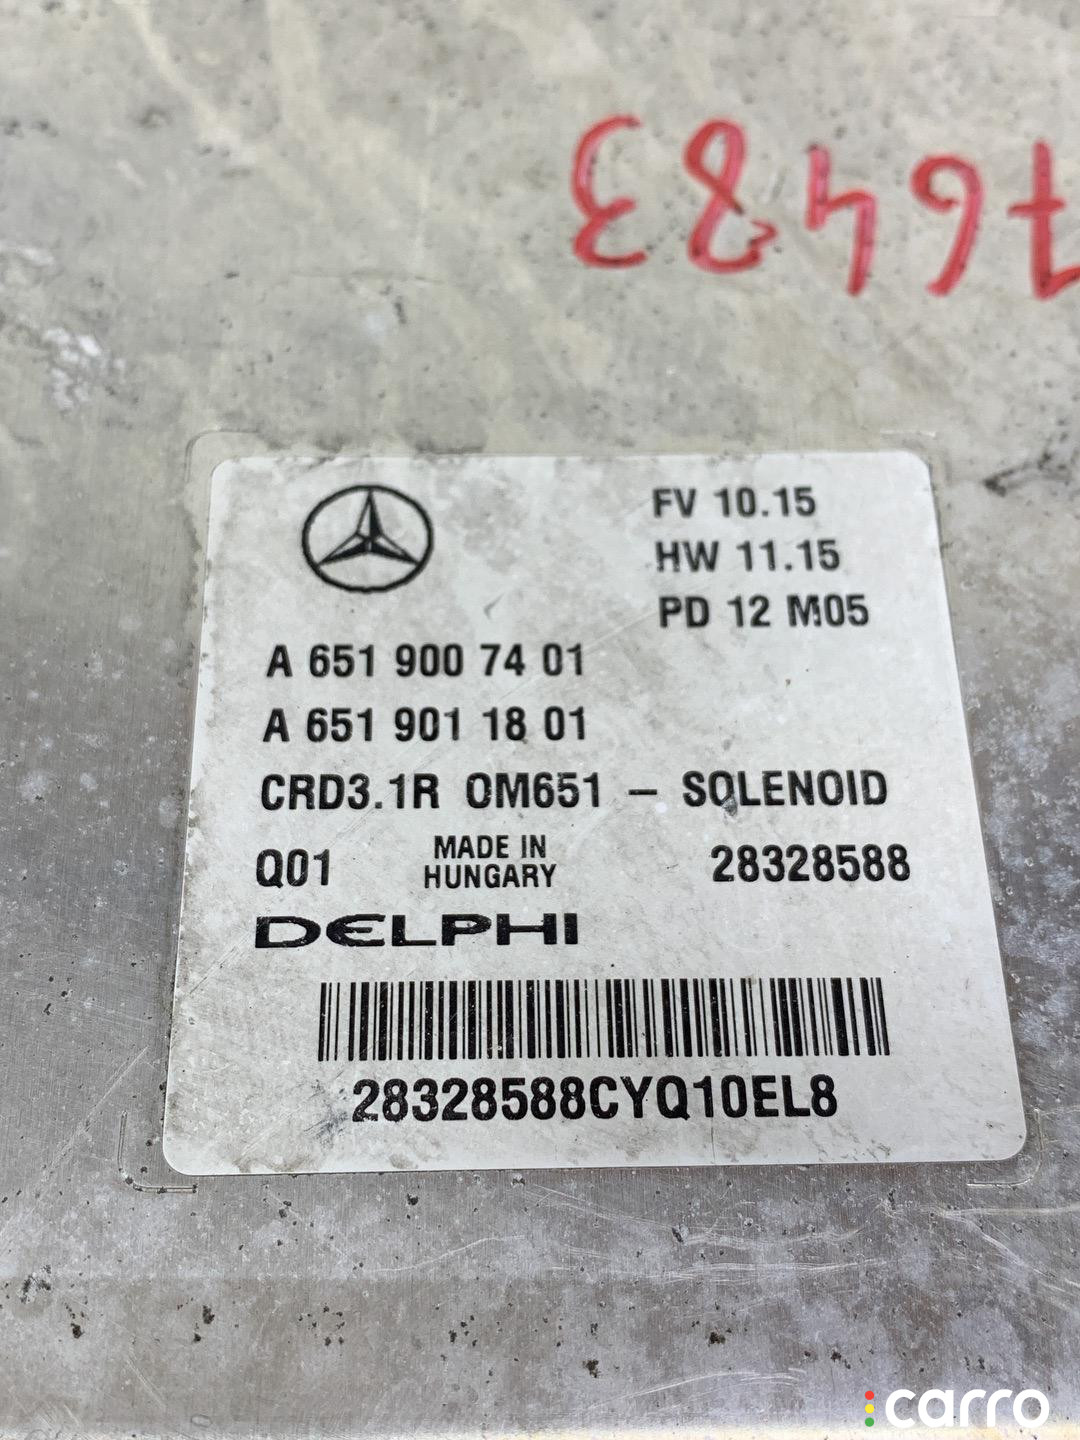 76483
FV 10.15
HW 11.15
PD 12 M05
A 651 900 74 01
A 651 901 18 01
CRD3.1R OM651 – SOLENOID
Q01 MADE IN HUNGARY 28328588
DELPHI
28328588CYQ10EL8
carro